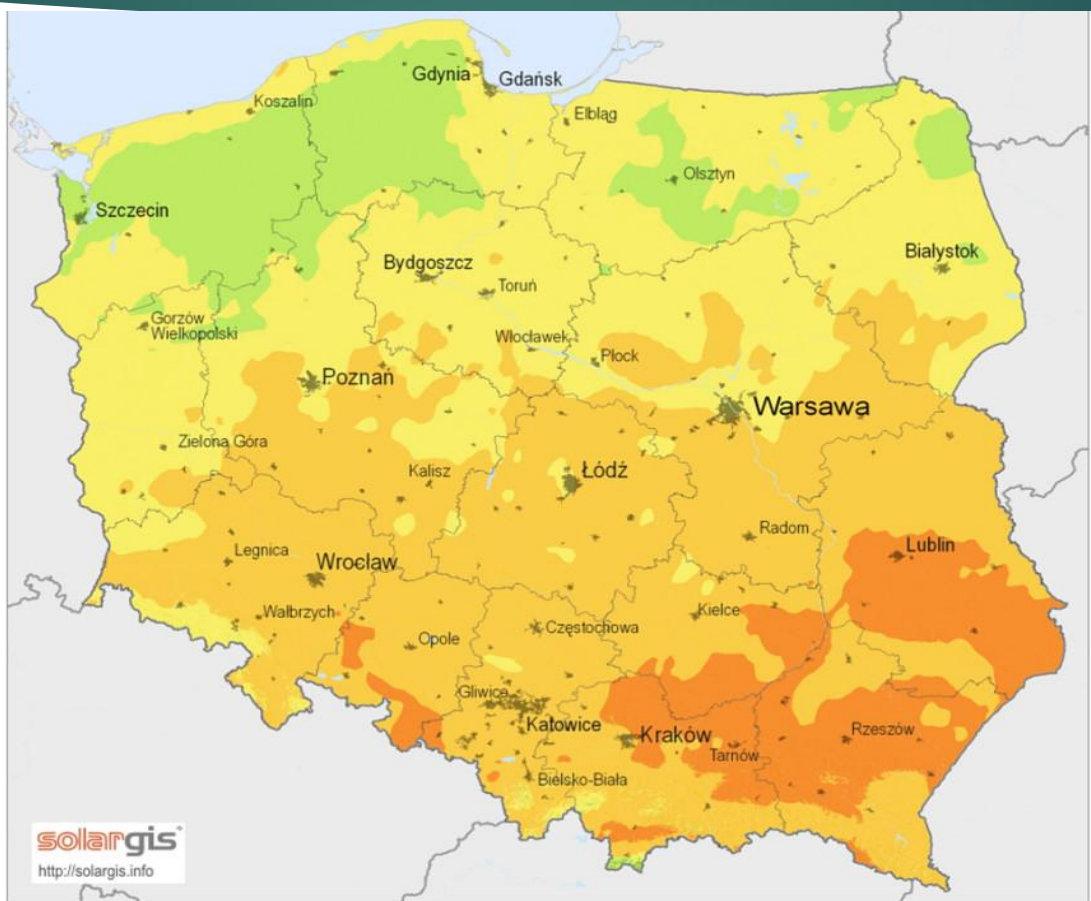 Gdynia
Gdańsk
Koszalin
Elbląg
Olsztyn
Szczecin
Białystok
Bydgoszcz
Toruń
Gorzów
Wielkopolski
Włocławek
Płock
Poznań
Warsawa
Zielona Góra
Kalisz
Łódź
Radom
Lublin
Legnica
Wrocław
Wałbrzych
Kielce
Opole
Częstochowa
Gliwice
Katowice
Kraków
Tarnów
Rzeszów
Bielsko-Biała
solargis
http://solargis.info